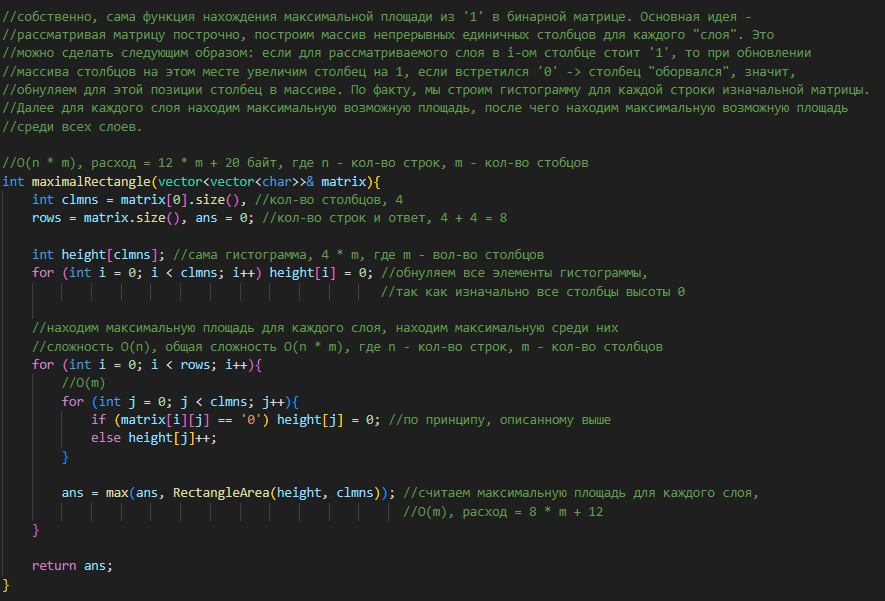 //собственно, сама функция нахождения максимальной площади из '1' в бинарной матрице. Основная идея -
//рассматривая матрицу построчно, построим массив непрерывных единичных столбцов для каждого "слоя". Это
//можно сделать следующим образом: если для рассматриваемого слоя в i-ом столбце стоит '1', то при обновлении
//массива столбцов на этом месте увеличим столбец на 1, если встретился '0' -> столбец "оборвался", значит,
//обнуляем для этой позиции столбец в массиве. По факту, мы строим гистограмму для каждой строки изначальной матрицы.
//Далее для каждого слоя находим максимальную возможную площадь, после чего находим максимальную возможную площадь
//среди всех слоев.

//O(n * m), расход = 12 * m + 20 байт, где n - кол-во строк, m - кол-во стобцов
int maximalRectangle(vector<vector<char>>& matrix){
    int clmns = matrix[0].size(), //кол-во столбцов, 4
    rows = matrix.size(), ans = 0; //кол-во строк и ответ, 4 + 4 = 8

    int height[clmns]; //сама гистограмма, 4 * m, где m - вол-во столбцов
    for (int i = 0; i < clmns; i++) height[i] = 0; //обнуляем все элементы гистограммы,
                                                   //так как изначально все столбцы высоты 0

    //находим максимальную площадь для каждого слоя, находим максимальную среди них
    //сложность O(n), общая сложность O(n * m), где n - кол-во строк, m - кол-во столбцов
    for (int i = 0; i < rows; i++){
        //O(m)
        for (int j = 0; j < clmns; j++){
            if (matrix[i][j] == '0') height[j] = 0; //по принципу, описанному выше
            else height[j]++;
        }

        ans = max(ans, RectangleArea(height, clmns)); //считаем максимальную площадь для каждого слоя,
                                                      //O(m), расход = 8 * m + 12
    }

    return ans;
}